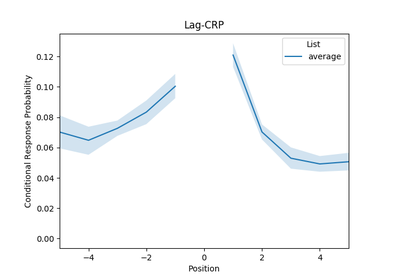 Lag-CRP
List
average
Conditional Response Probability
0.12
0.10
0.08
0.06
0.04
0.02
0.00
−4 −2 0 2 4
Position